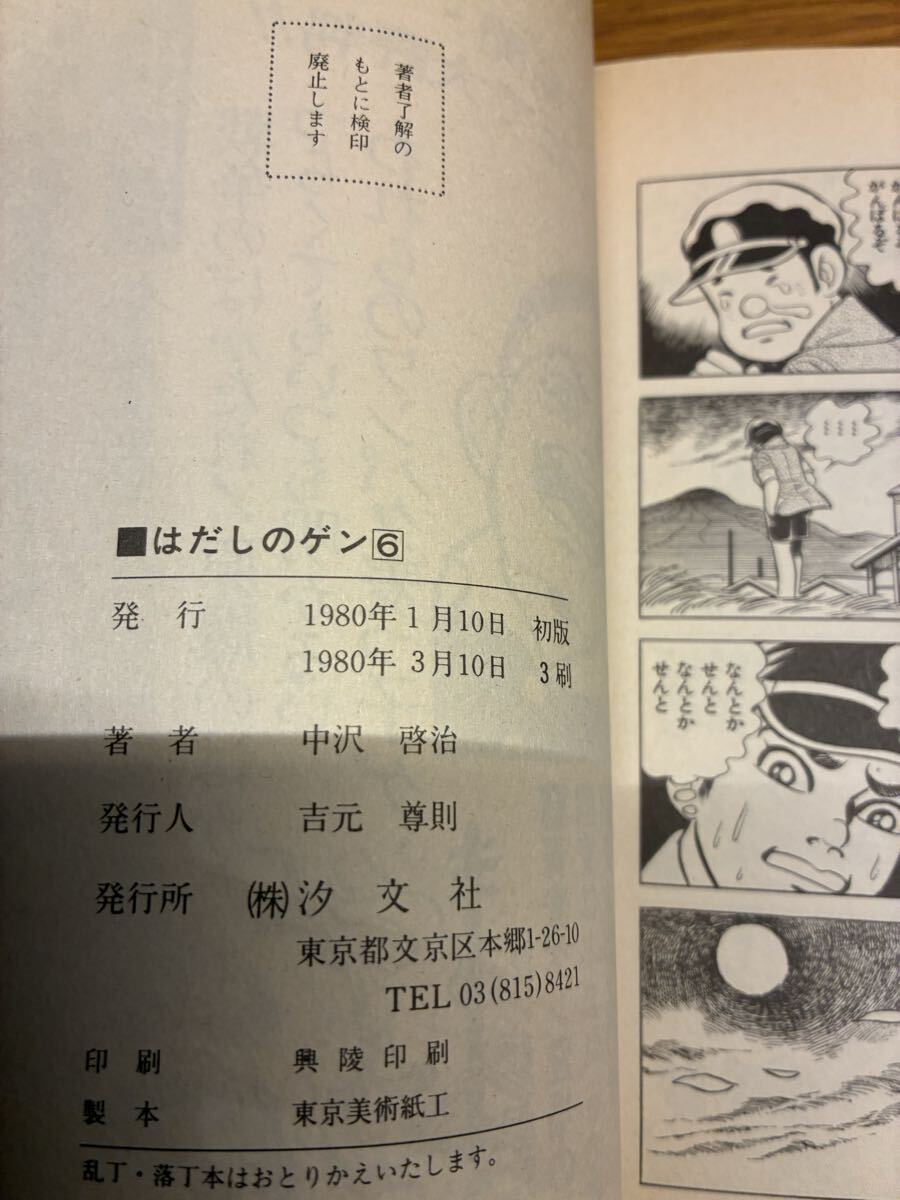 著者了解の
もとに検印
廃止します
■はだしのゲン6
発行 1980年1月10日 初版
1980年3月10日 3刷
著者 中沢 啓治
発行人 吉元 尊則
発行所 (株)汐文社
東京都文京区本郷1-26-10
TEL 03(815)8421
印刷 興陵印刷
製本 東京美術紙工
乱丁・落丁本はおとりかえいたします。
がんばるぞ
なんとか
せんと
なんとか
せんと